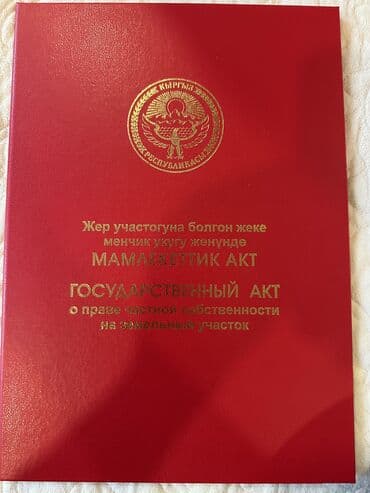 КЫРГЫЗ
РЕСПУБЛИКАСЫ
Жер участогуна болгон жеке
менчик укугу жөнүндө
МАМЛЕКЕТТИК АКТ
ГОСУДАРСТВЕННЫЙ АКТ
о праве частной собственности
на земельный участок